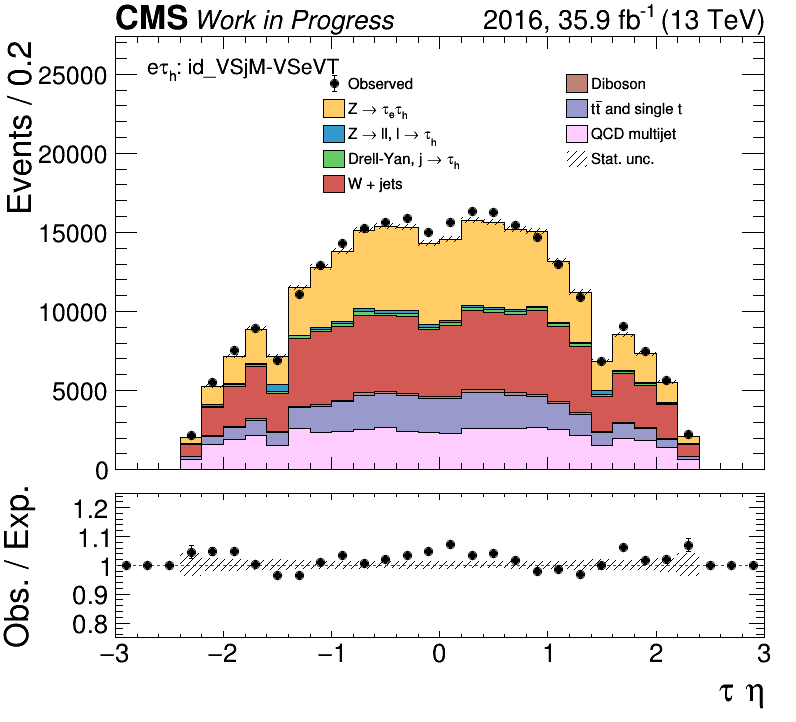 CMS Work in Progress 2016, 35.9 fb⁻¹ (13 TeV)
Events / 0.2
eτh: id_VSjM-VSeVT
Observed
Z → τeτh
Z → ll, l → τh
Drell-Yan, j → τh
W + jets
Diboson
tt̄ and single t
QCD multijet
Stat. unc.
25000
20000
15000
10000
5000
0
Obs. / Exp.
1.2
1.1
1
0.9
0.8
−3 −2 −1 0 1 2 3
τ η